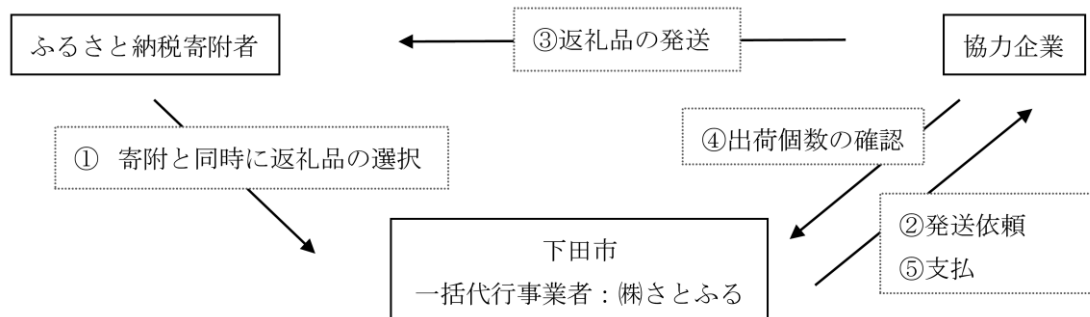 ふるさと納税寄附者
③返礼品の発送
協力企業
① 寄附と同時に返礼品の選択
④出荷個数の確認
②発送依頼
⑤支払
下田市
一括代行事業者：㈱さとふる